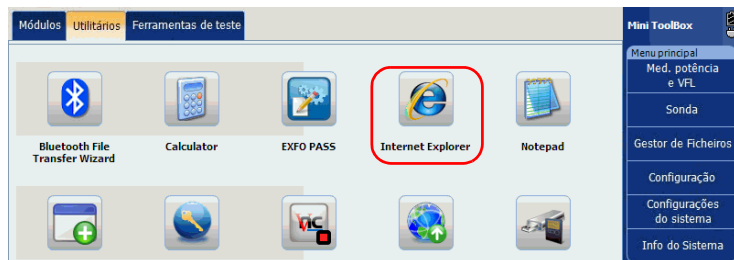 Módulos Utilitários Ferramentas de teste
Bluetooth File
Transfer Wizard
Calculator
EXFO PASS
Internet Explorer
Notepad
VIC
Mini ToolBox
Menu principal
Med. potência
e VFL
Sonda
Gestor de Ficheiros
Configuração
Configurações
do sistema
Info do Sistema